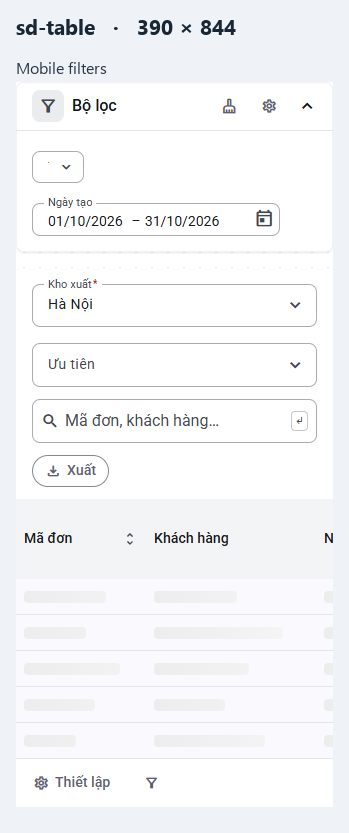 sd-table · 390 × 844
Mobile filters
Bộ lọc
Ngày tạo
01/10/2026 – 31/10/2026
Kho xuất*
Hà Nội
Ưu tiên
Mã đơn, khách hàng...
Xuất
Mã đơn Khách hàng N
Thiết lập